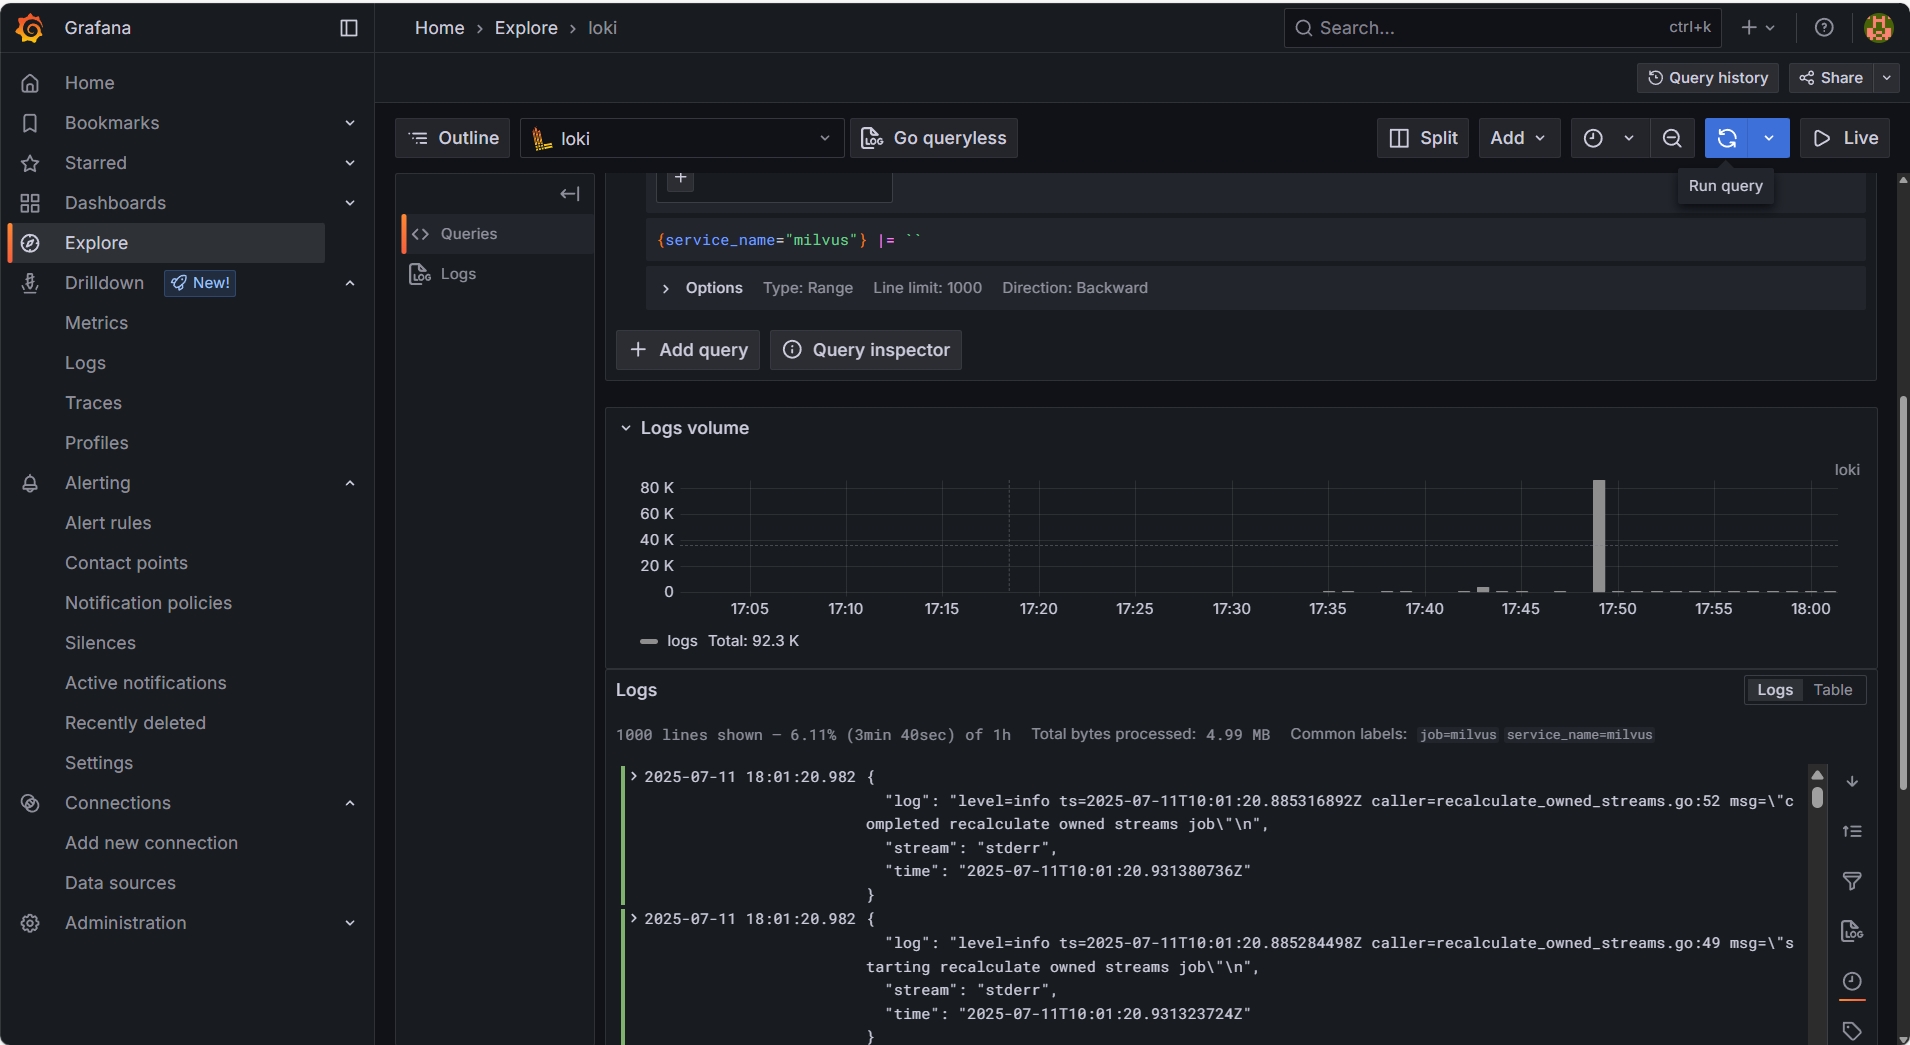 Grafana
Home › Explore › loki
Search... ctrl+k
Home
Bookmarks
Starred
Dashboards
Explore
Drilldown New!
Metrics
Logs
Traces
Profiles
Alerting
Alert rules
Contact points
Notification policies
Silences
Active notifications
Recently deleted
Settings
Connections
Add new connection
Data sources
Administration
Query history Share
Outline loki Go queryless Split Add Live
Run query
Queries
Logs
{service_name="milvus"} |= ``
Options Type: Range Line limit: 1000 Direction: Backward
+ Add query Query inspector
Logs volume
loki
80 K
60 K
40 K
20 K
0
17:05 17:10 17:15 17:20 17:25 17:30 17:35 17:40 17:45 17:50 17:55 18:00
logs Total: 92.3 K
Logs
Logs Table
1000 lines shown — 6.11% (3min 40sec) of 1h Total bytes processed: 4.99 MB Common labels: job=milvus service_name=milvus
> 2025-07-11 18:01:20.982 {
"log": "level=info ts=2025-07-11T10:01:20.885316892Z caller=recalculate_owned_streams.go:52 msg=\"c
ompleted recalculate owned streams job\"\n",
"stream": "stderr",
"time": "2025-07-11T10:01:20.931380736Z"
}
> 2025-07-11 18:01:20.982 {
"log": "level=info ts=2025-07-11T10:01:20.885284498Z caller=recalculate_owned_streams.go:49 msg=\"s
tarting recalculate owned streams job\"\n",
"stream": "stderr",
"time": "2025-07-11T10:01:20.931323724Z"
}
LOG